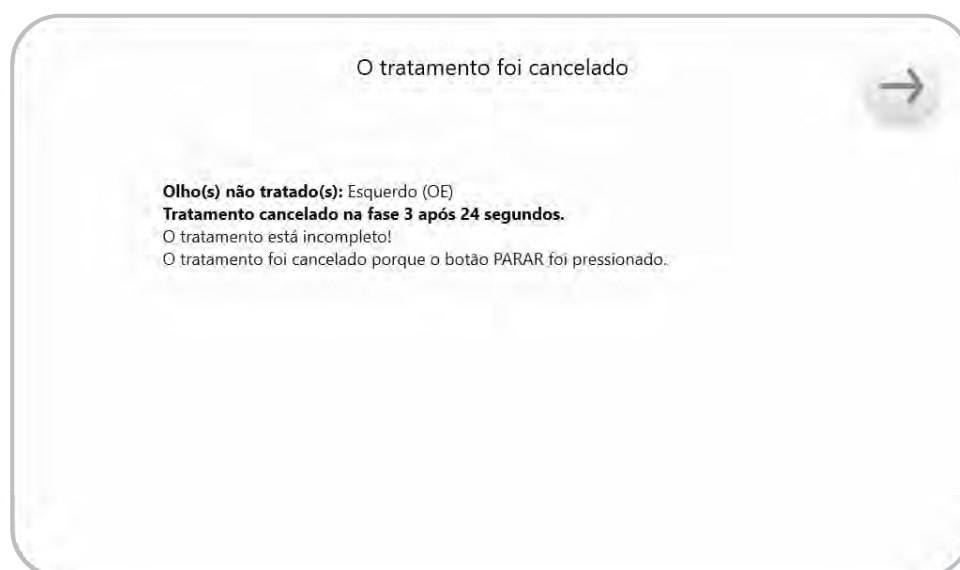 O tratamento foi cancelado
Olho(s) não tratado(s): Esquerdo (OE)
Tratamento cancelado na fase 3 após 24 segundos.
O tratamento está incompleto!
O tratamento foi cancelado porque o botão PARAR foi pressionado.